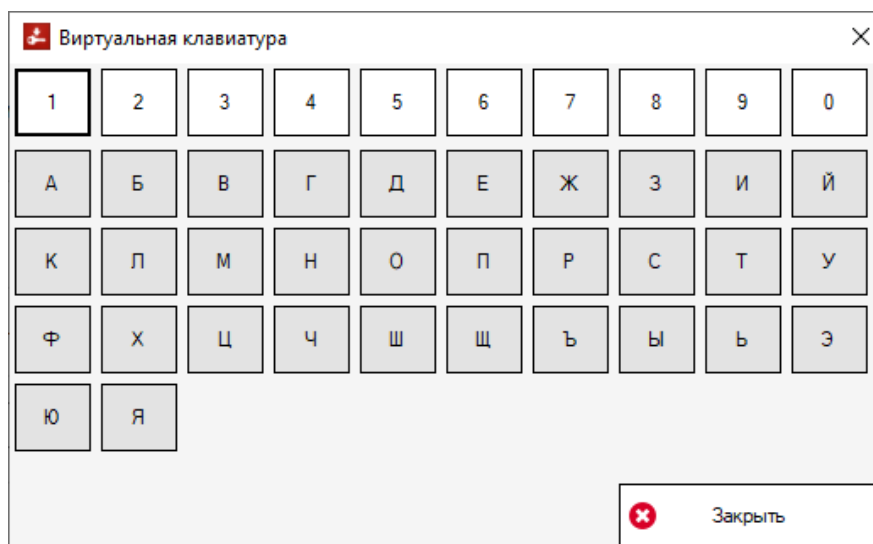 Виртуальная клавиатура
1 2 3 4 5 6 7 8 9 0
А Б В Г Д Е Ж З И Й
К Л М Н О П Р С Т У
Ф Х Ц Ч Ш Щ Ъ Ы Ь Э
Ю Я
Закрыть